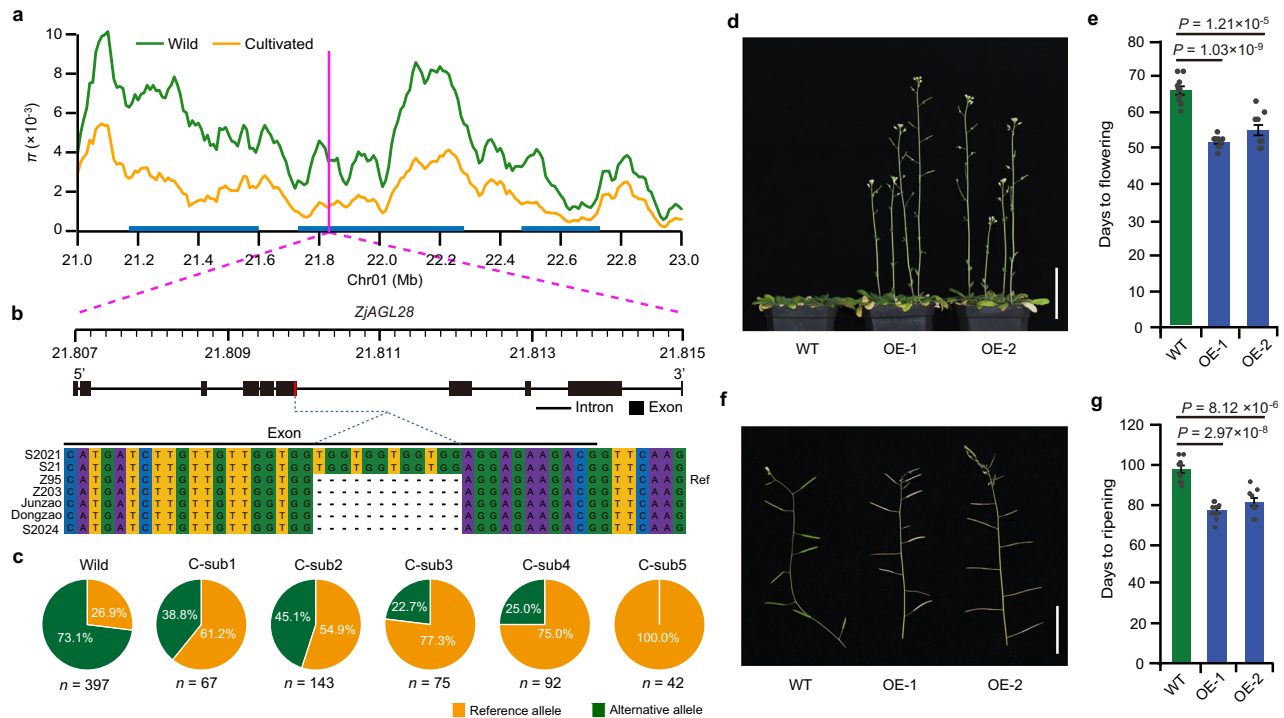 a
10
8
6
4
2
0
π (×10⁻³)
Wild
Cultivated
21.0 21.2 21.4 21.6 21.8 22.0 22.2 22.4 22.6 22.8 23.0
Chr01 (Mb)
b
ZjAGL28
21.807 21.809 21.811 21.813 21.815
5' 3'
Intron Exon
Exon
S2021 C A T G A T C T T G T T G T T G G T G G T G G T G G T G G T G G A G G A G A A G A C G G T T C A A G
S21 C A T G A T C T T G T T G T T G G T G G T G G T G G T G G T G G A G G A G A A G A C G G T T C A A G
Z95 C A T G A T C T T G T T G T T G G T G G - - - - - - - - - - - - A G G A G A A G A C G G T T C A A G Ref
Z203 C A T G A T C T T G T T G T T G G T G G - - - - - - - - - - - - A G G A G A A G A C G G T T C A A G
Junzao C A T G A T C T T G T T G T T G G T G G - - - - - - - - - - - - A G G A G A A G A C G G T T C A A G
Dongzao C A T G A T C T T G T T G T T G G T G G - - - - - - - - - - - - A G G A G A A G A C G G T T C A A G
S2024 C A T G A T C T T G T T G T T G G T G G - - - - - - - - - - - - A G G A G A A G A C G G T T C A A G
c
Wild C-sub1 C-sub2 C-sub3 C-sub4 C-sub5
26.9% 73.1% 38.8% 61.2% 45.1% 54.9% 22.7% 77.3% 25.0% 75.0% 100.0%
n = 397 n = 67 n = 143 n = 75 n = 92 n = 42
Reference allele Alternative allele
d
WT OE-1 OE-2
e
P = 1.21×10⁻⁵
P = 1.03×10⁻⁹
80
70
60
50
40
30
20
10
0
Days to flowering
WT OE-1 OE-2
f
WT OE-1 OE-2
g
P = 8.12 ×10⁻⁶
P = 2.97×10⁻⁸
120
100
80
60
40
20
0
Days to ripening
WT OE-1 OE-2